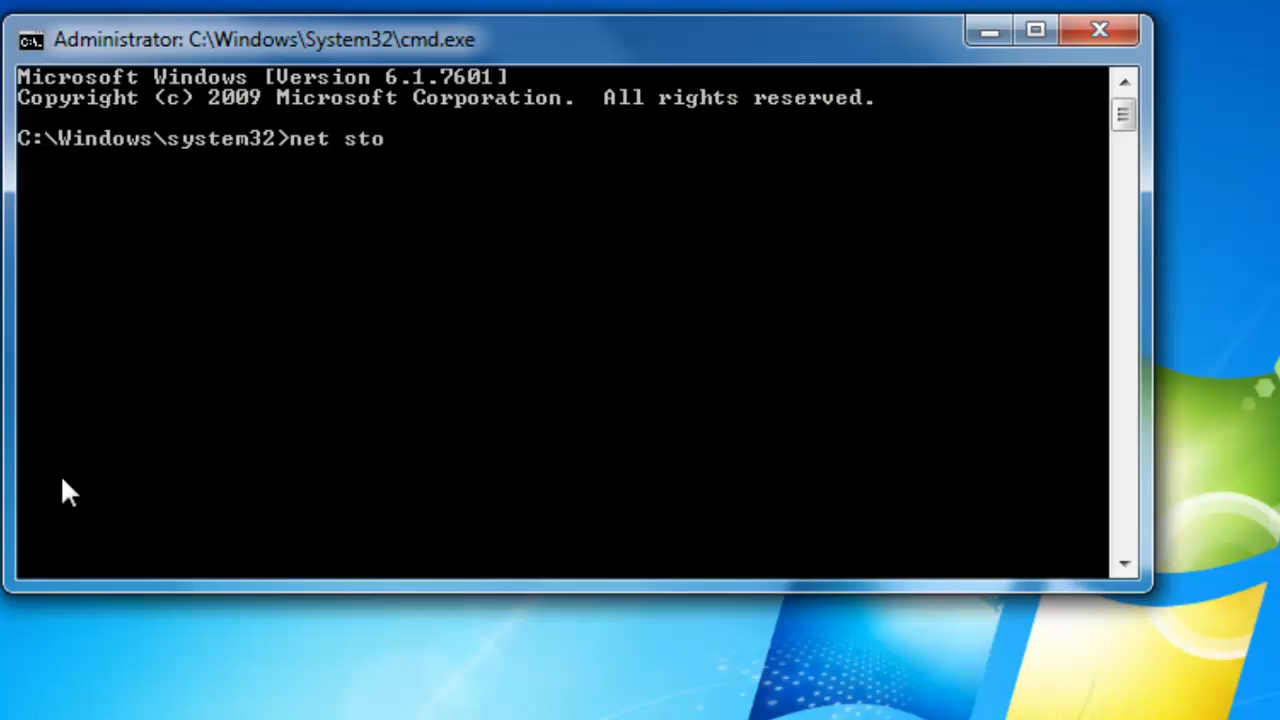 Administrator: C:\Windows\System32\cmd.exe
Microsoft Windows [Version 6.1.7601]
Copyright (c) 2009 Microsoft Corporation.  All rights reserved.
C:\Windows\system32>net sto